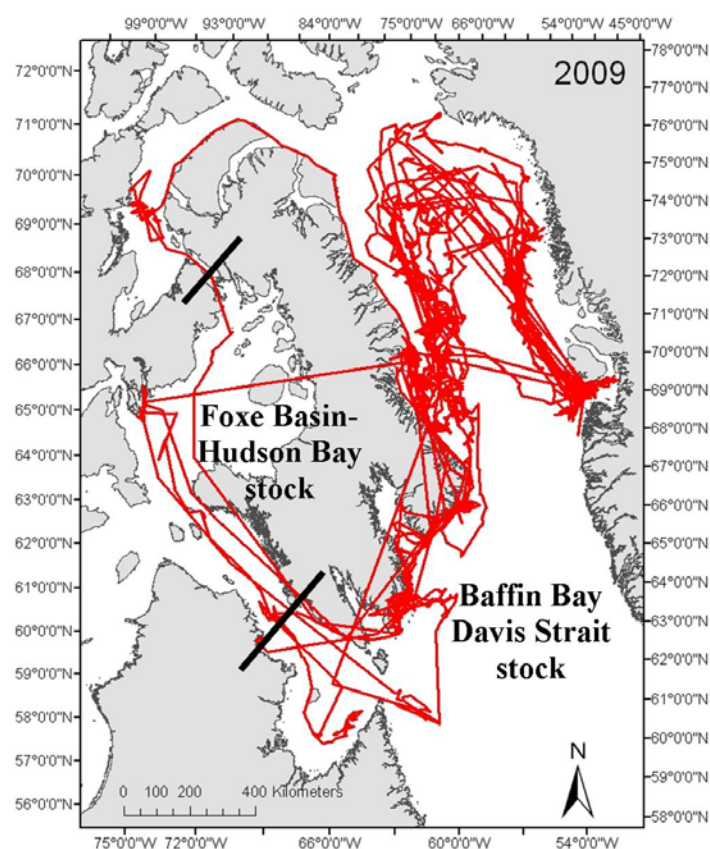 99°0'0"W 93°0'0"W 84°0'0"W 75°0'0"W 66°0'0"W 54°0'0"W 45°0'0"W
2009
72°0'0"N
71°0'0"N
70°0'0"N
69°0'0"N
68°0'0"N
67°0'0"N
66°0'0"N
65°0'0"N
64°0'0"N
63°0'0"N
62°0'0"N
61°0'0"N
60°0'0"N
59°0'0"N
58°0'0"N
57°0'0"N
56°0'0"N
78°0'0"N
77°0'0"N
76°0'0"N
75°0'0"N
74°0'0"N
73°0'0"N
72°0'0"N
71°0'0"N
70°0'0"N
69°0'0"N
68°0'0"N
67°0'0"N
66°0'0"N
65°0'0"N
64°0'0"N
63°0'0"N
62°0'0"N
61°0'0"N
60°0'0"N
59°0'0"N
58°0'0"N
Foxe Basin-
Hudson Bay
stock
Baffin Bay
Davis Strait
stock
N
0 100 200 400 Kilometers
75°0'0"W 72°0'0"W 66°0'0"W 60°0'0"W 54°0'0"W